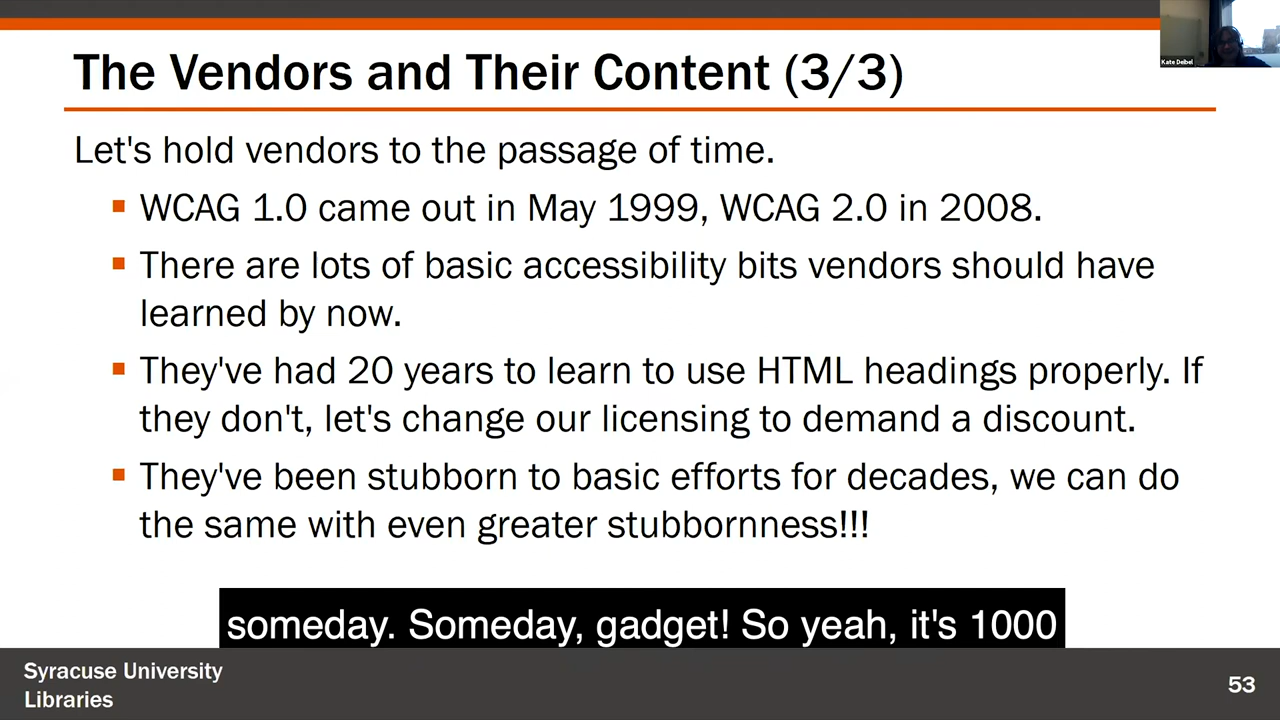 The Vendors and Their Content (3/3)
Kate Deibel
Let's hold vendors to the passage of time.
WCAG 1.0 came out in May 1999, WCAG 2.0 in 2008.
There are lots of basic accessibility bits vendors should have
learned by now.
They've had 20 years to learn to use HTML headings properly. If
they don't, let's change our licensing to demand a discount.
They've been stubborn to basic efforts for decades, we can do
the same with even greater stubbornness!!!
someday. Someday, gadget! So yeah, it's 1000
Syracuse University
Libraries
53